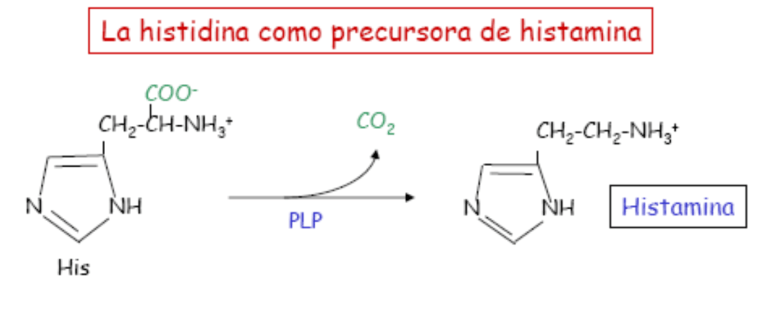 La histidina como precursora de histamina
COO⁻
CH₂-CH-NH₃⁺
N NH
His
CO₂
PLP
CH₂-CH₂-NH₃⁺
N NH
Histamina